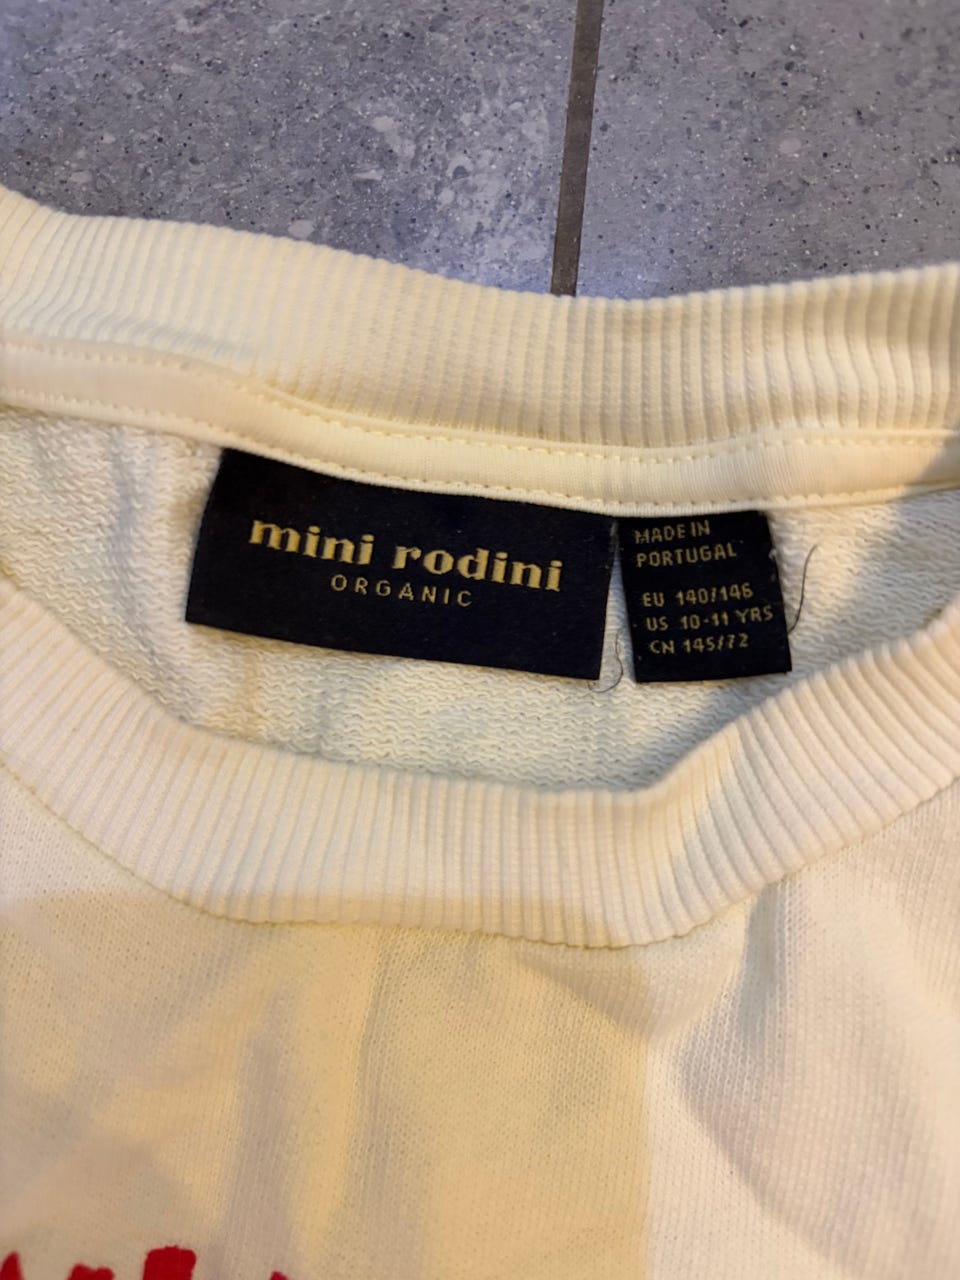 mini rodini
ORGANIC
MADE IN
PORTUGAL
EU 140/146
US 10-11 YRS
CN 145/72